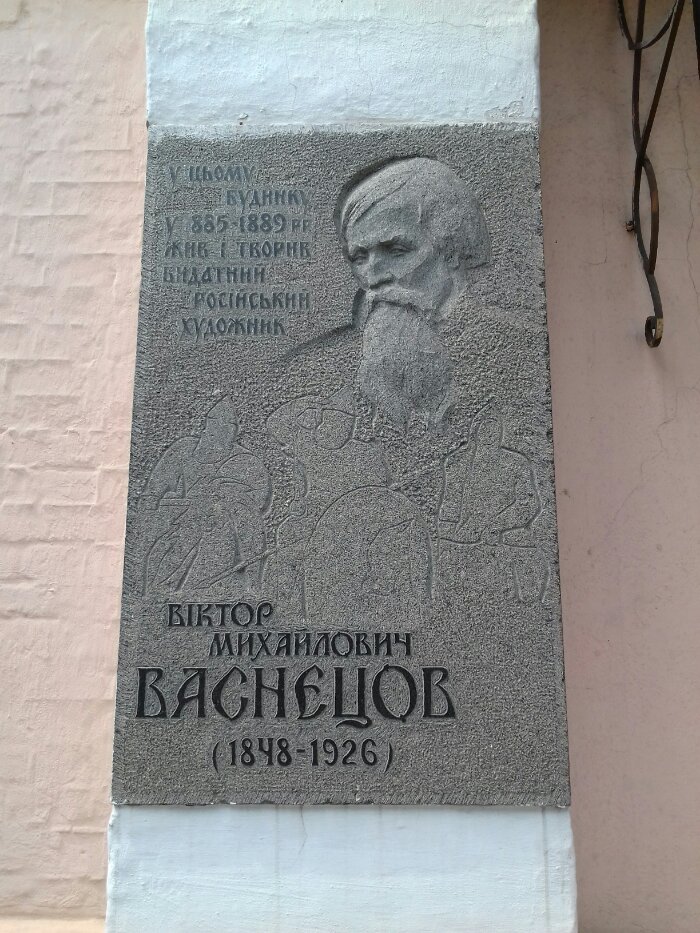 У ЦЬОМУ
БУДИНКУ
У 885-1889 РР
ЖИВ І ТВОРИВ
ВИДАТНИЙ
РОСІЙСЬКИЙ
ХУДОЖНИК
ВІКТОР
МИХАЙЛОВИЧ
ВАСНЕЦОВ
(1848-1926)